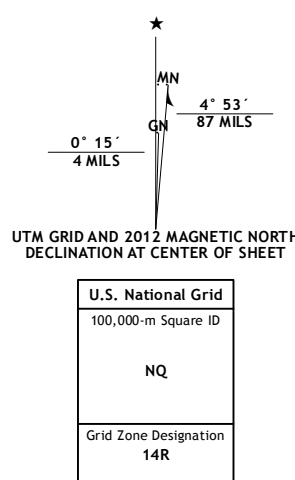 ★
MN
GN
4° 53´
87 MILS
0° 15´
4 MILS
UTM GRID AND 2012 MAGNETIC NORTH
DECLINATION AT CENTER OF SHEET
U.S. National Grid
100,000-m Square ID
NQ
Grid Zone Designation
14R